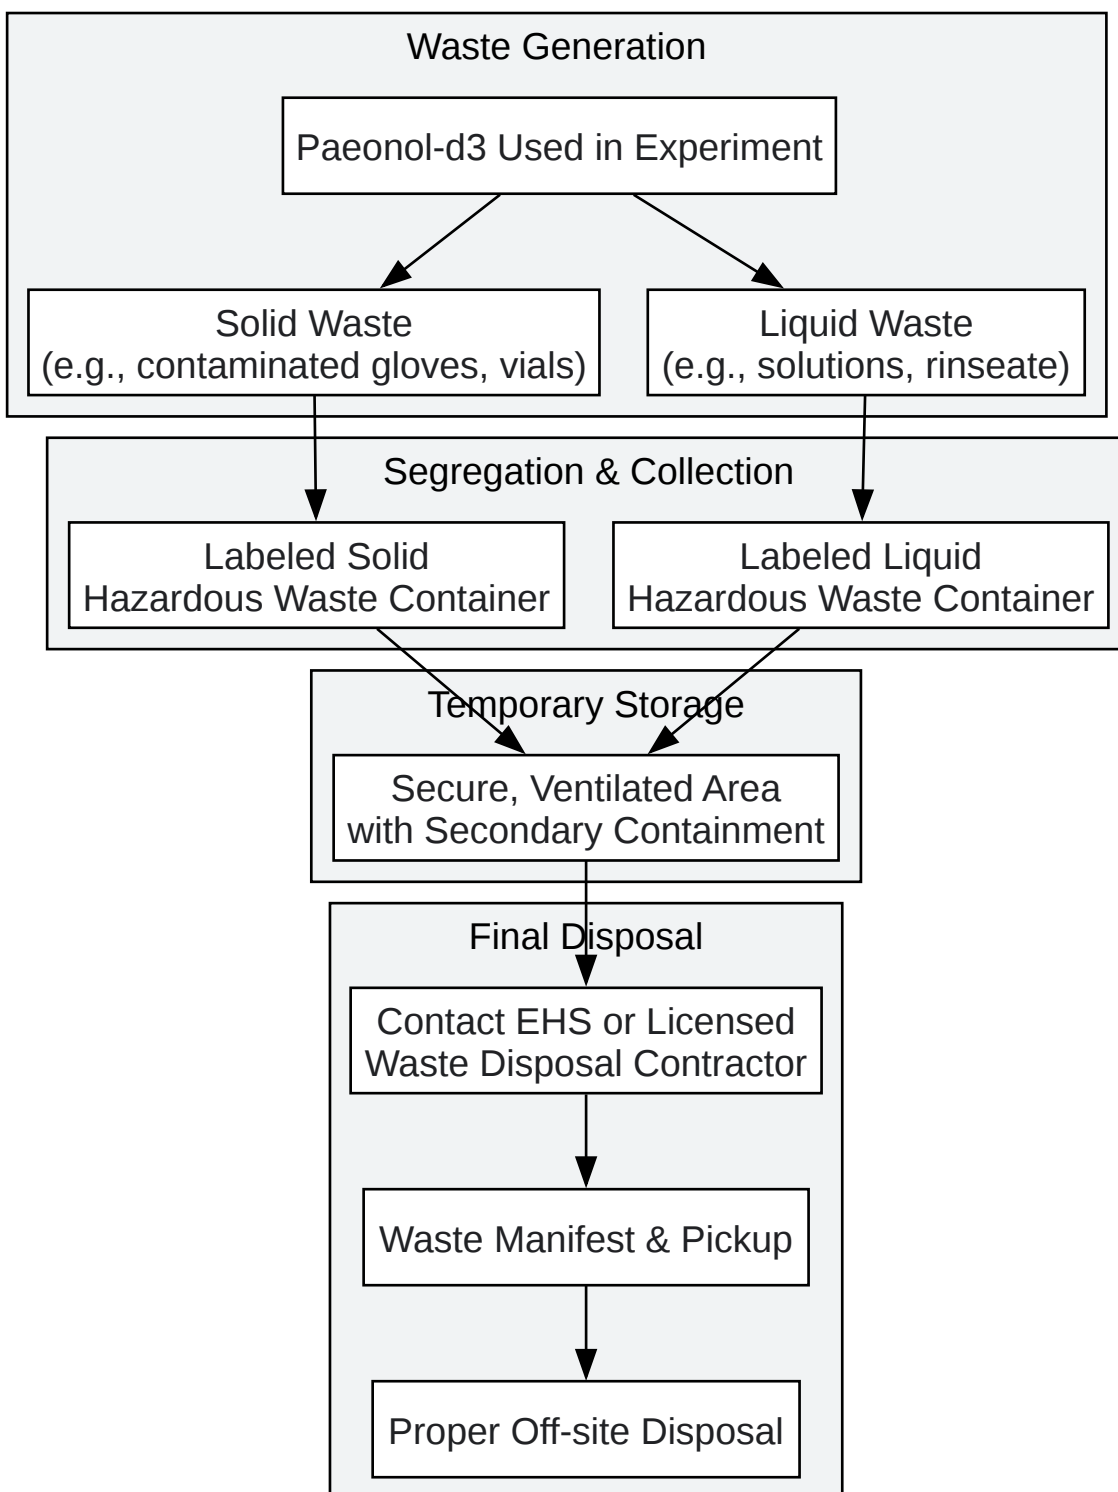 Waste Generation
Paeonol-d3 Used in Experiment
Solid Waste
(e.g., contaminated gloves, vials)
Liquid Waste
(e.g., solutions, rinseate)
Segregation & Collection
Labeled Solid
Hazardous Waste Container
Labeled Liquid
Hazardous Waste Container
Temporary Storage
Secure, Ventilated Area
with Secondary Containment
Final Disposal
Contact EHS or Licensed
Waste Disposal Contractor
Waste Manifest & Pickup
Proper Off-site Disposal